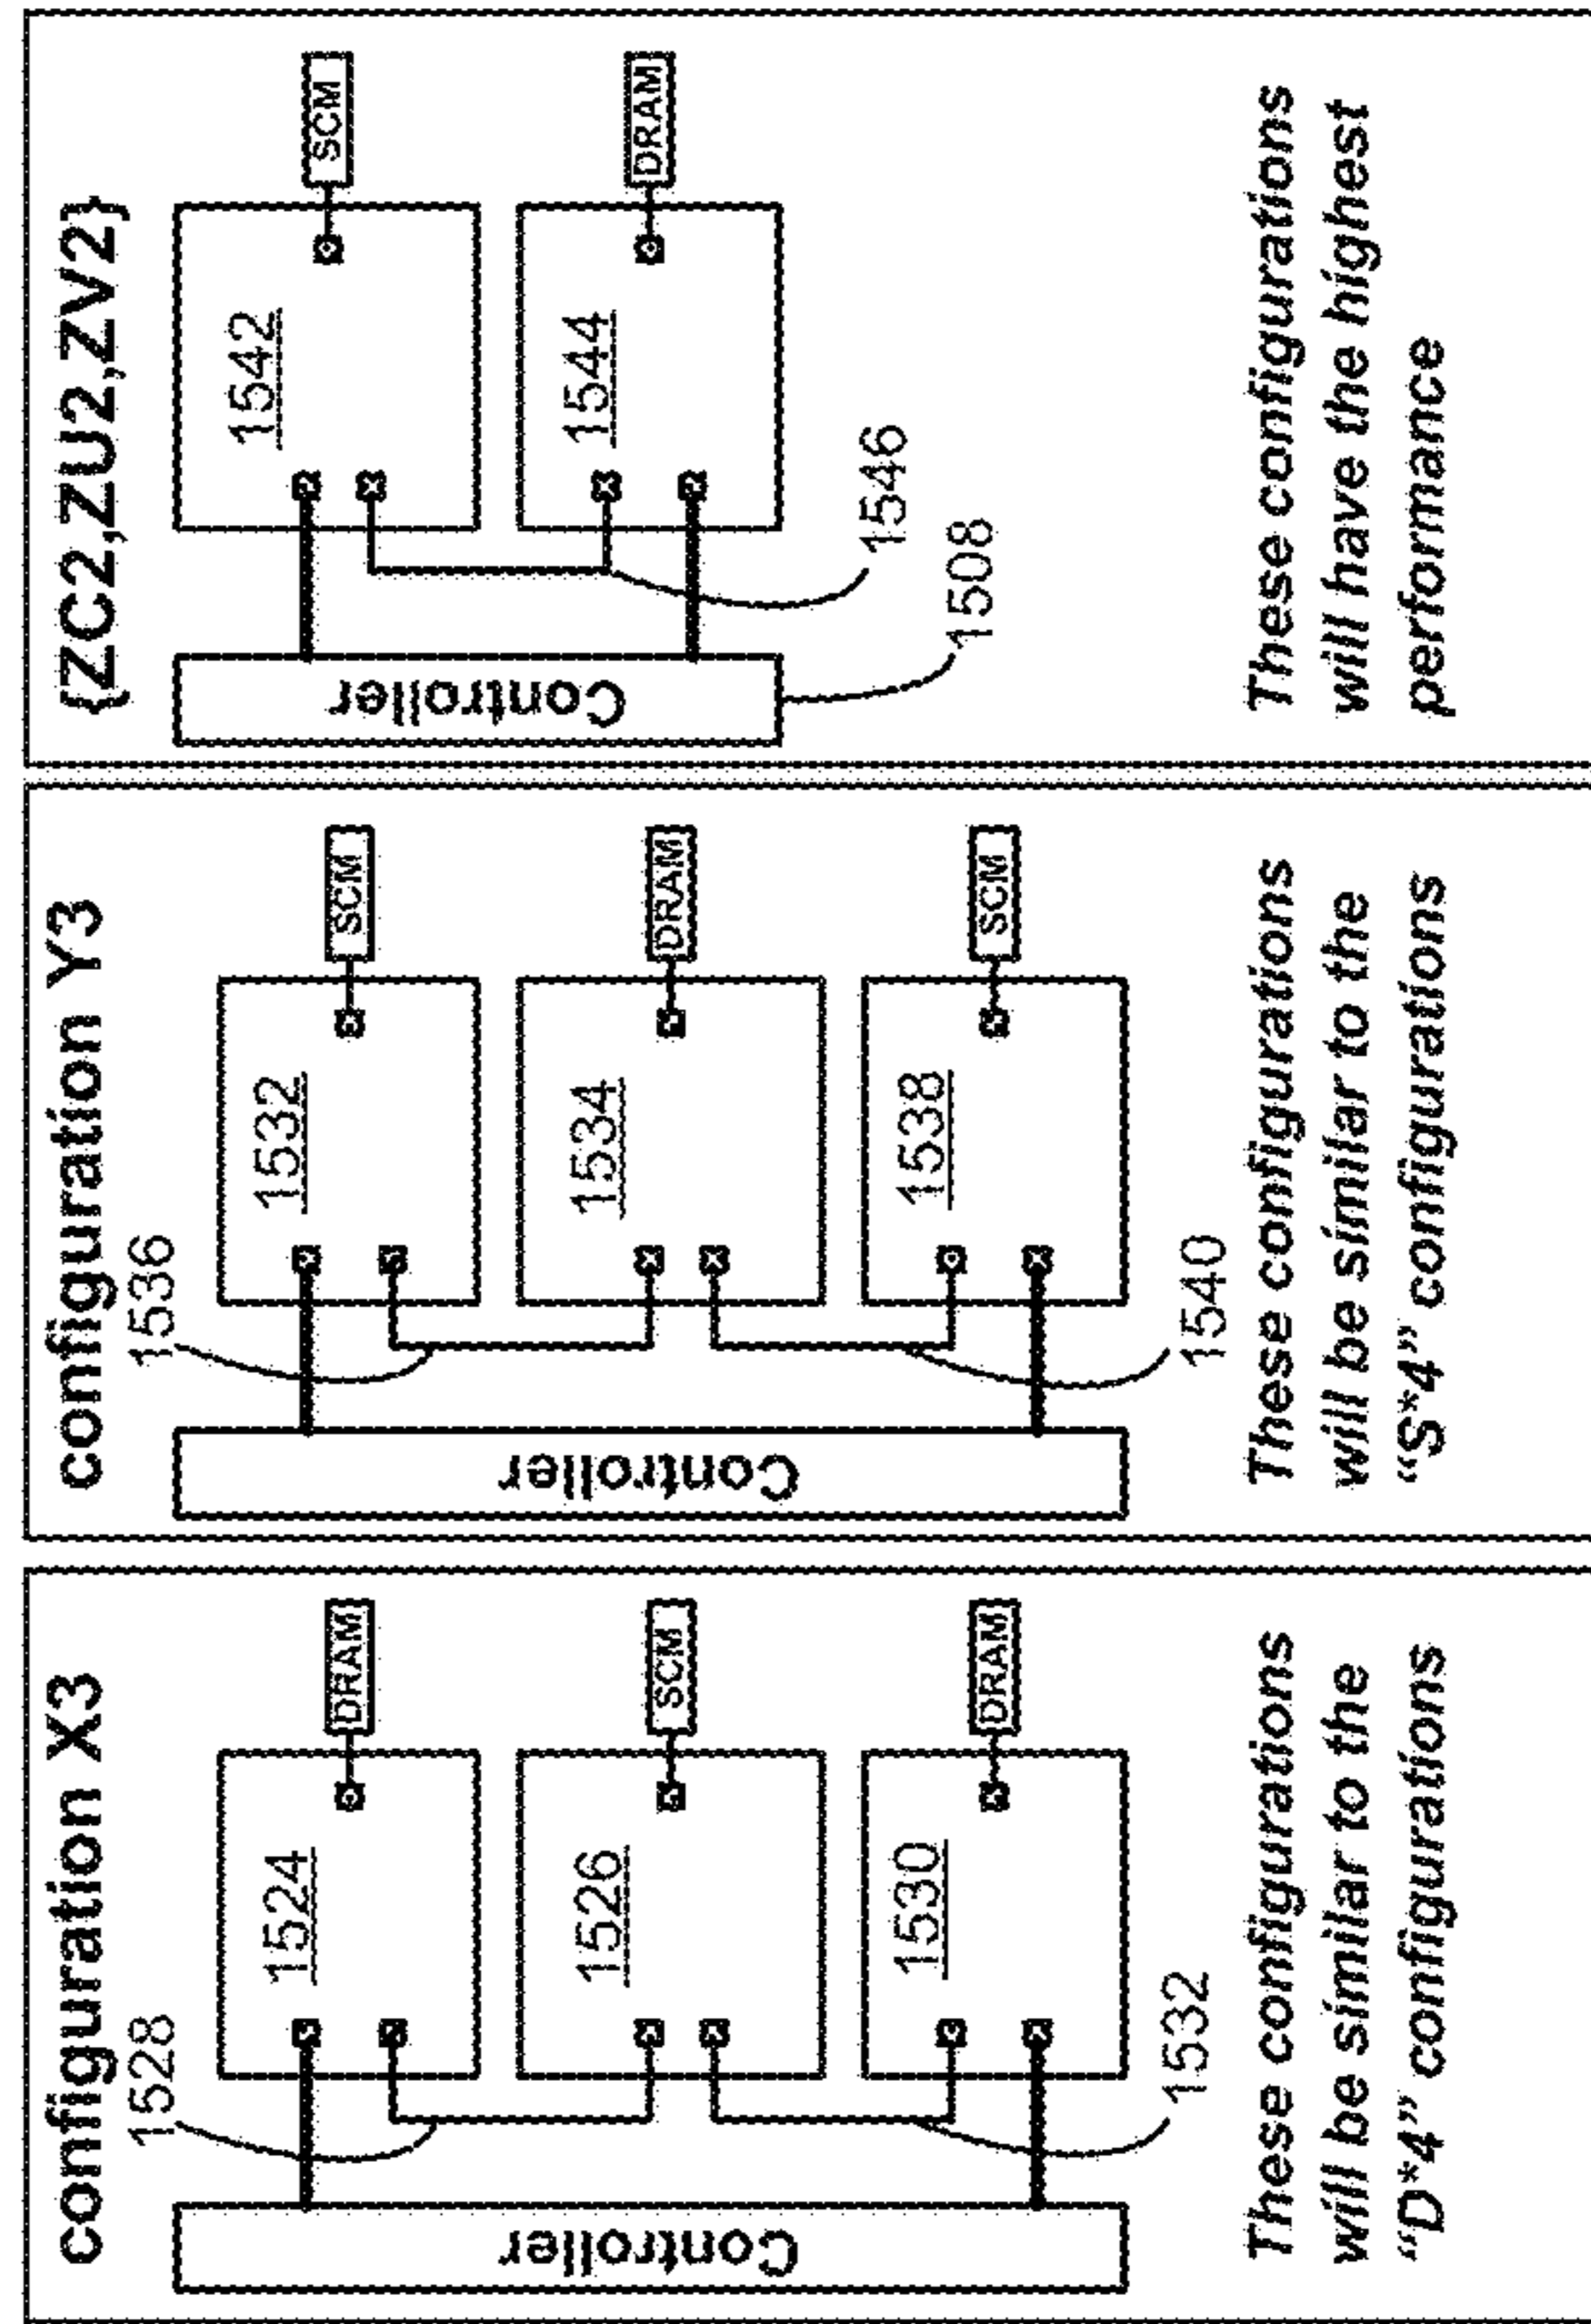 configuration X3
1528
Controller
1524
DRAM
1526
SCM
1530
DRAM
1532
These configurations
will be similar to the
“D*4” configurations
configuration Y3
1536
Controller
1532
SCM
1534
DRAM
1538
SCM
1540
These configurations
will be similar to the
“S*4” configurations
{ZC2,ZU2,ZV2}
Controller
1542
SCM
1544
DRAM
1546
1508
These configurations
will have the highest
performance